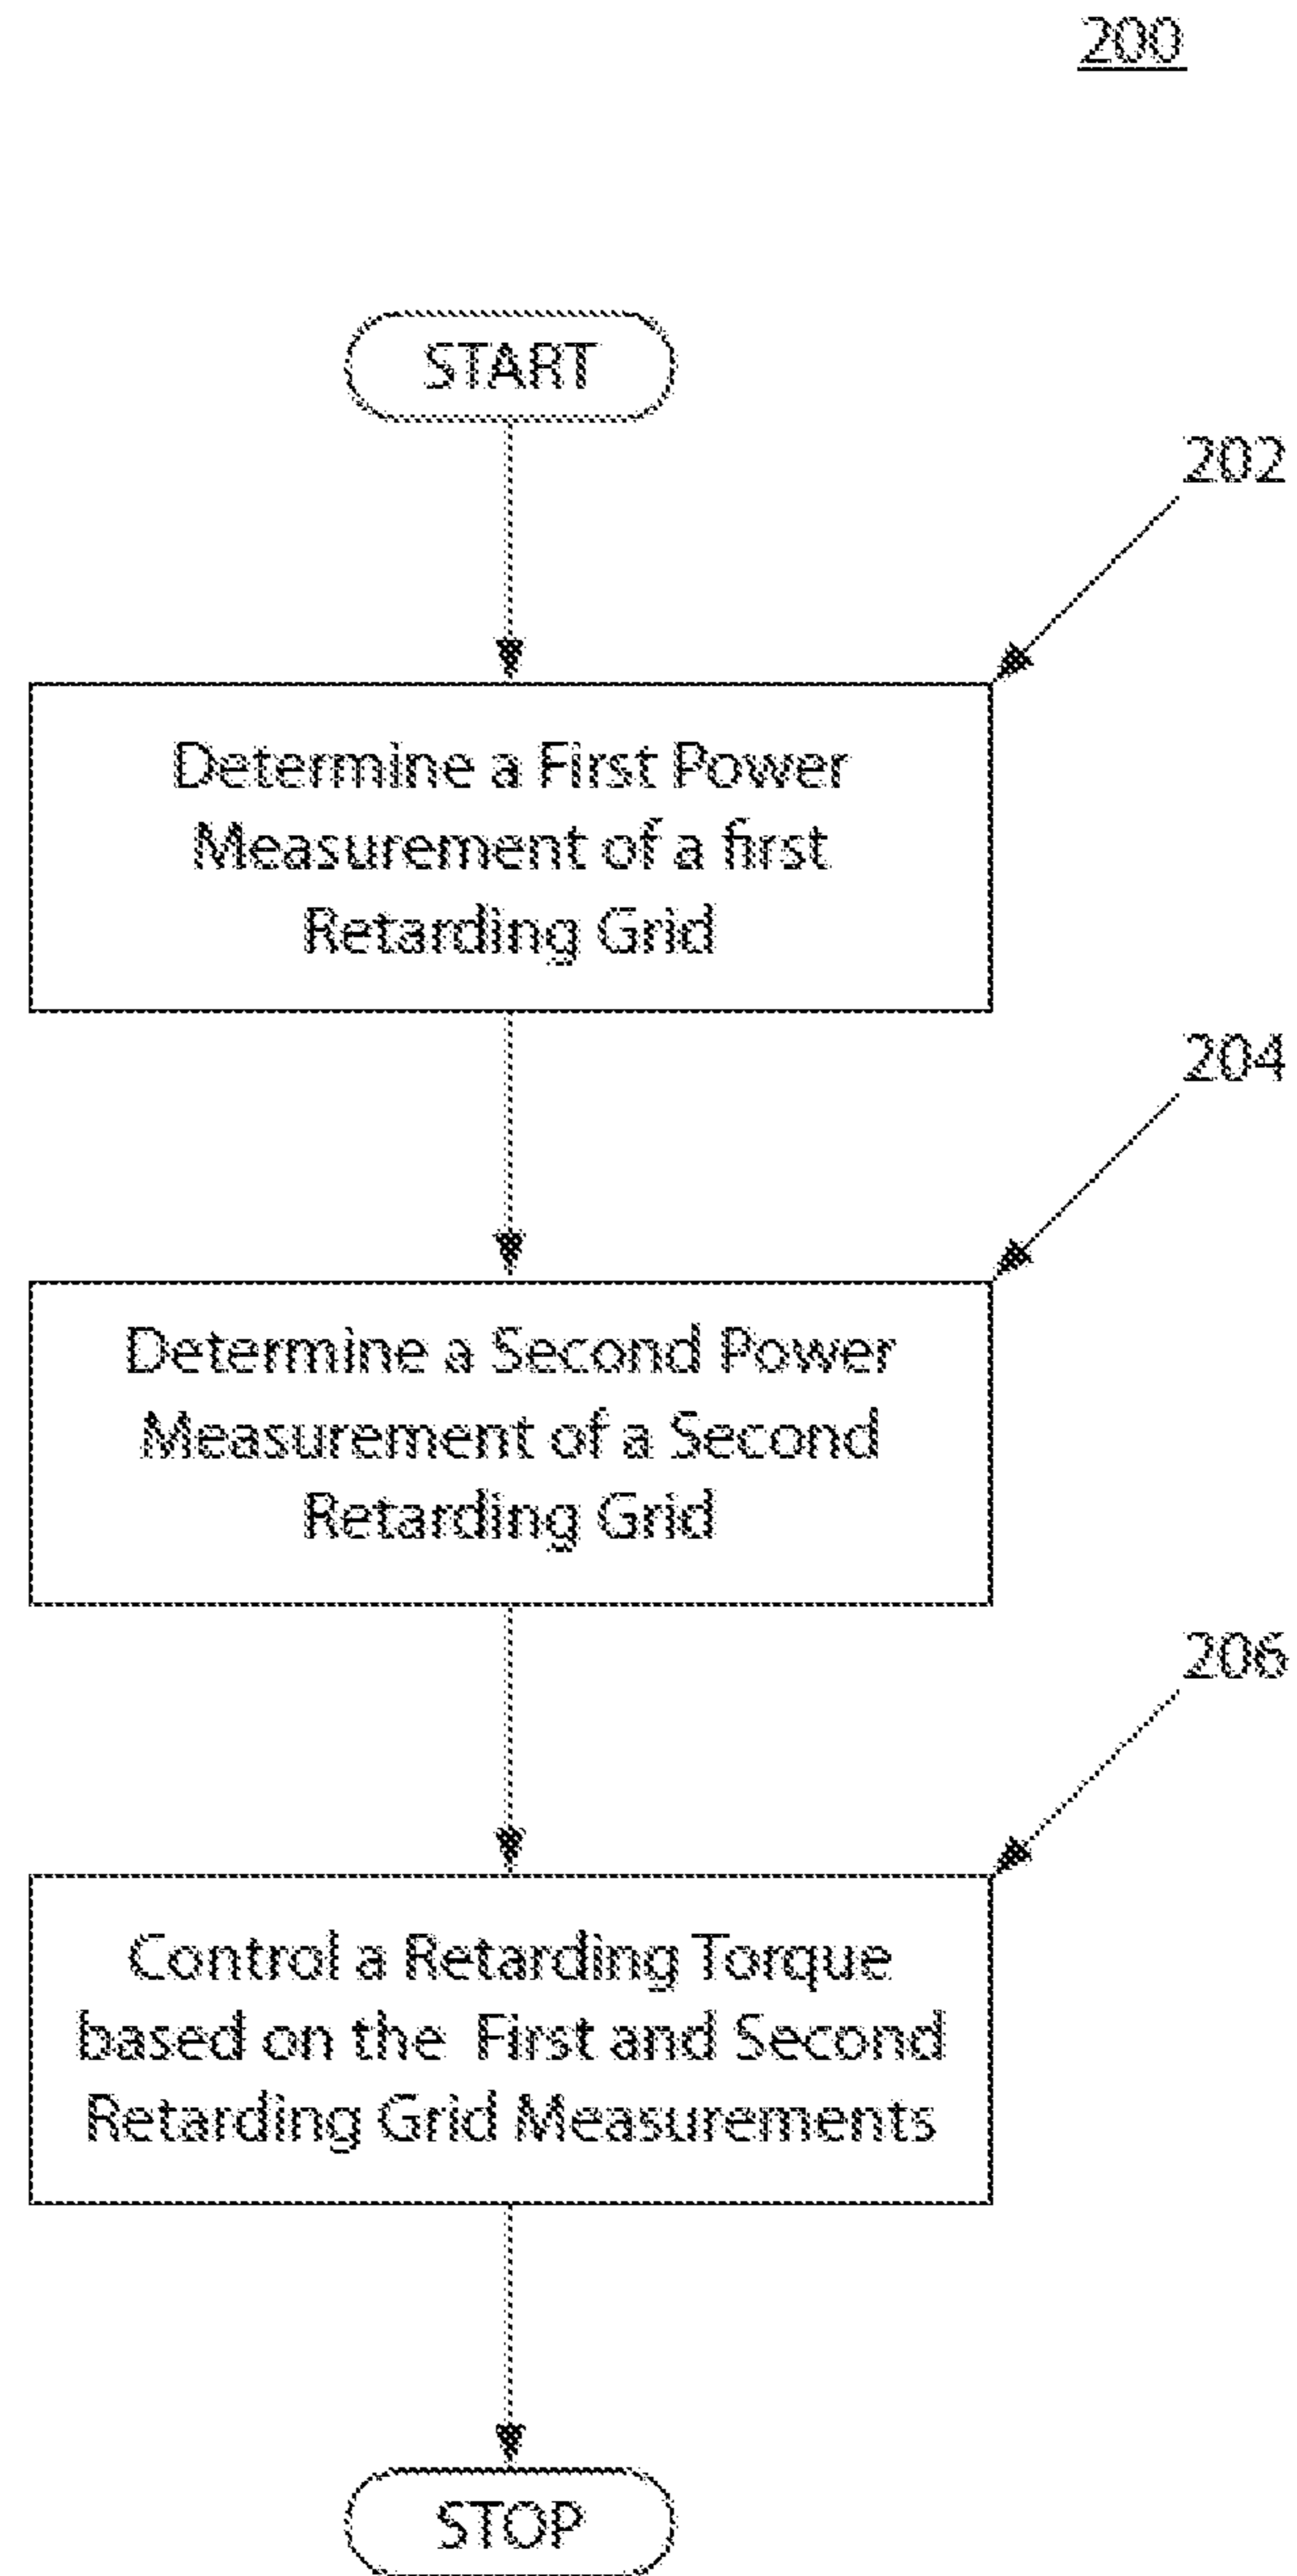 200
START
202
Determine a First Power
Measurement of a first
Retarding Grid
204
Determine a Second Power
Measurement of a Second
Retarding Grid
206
Control a Retarding Torque
based on the First and Second
Retarding Grid Measurements
STOP